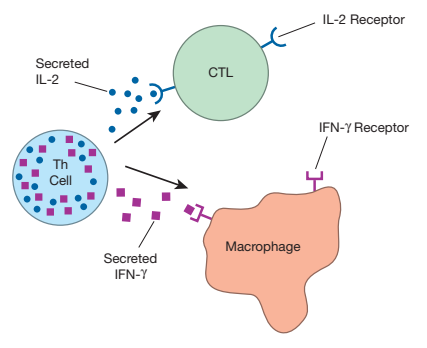 IL-2 Receptor
Secreted
IL-2
CTL
IFN-γ Receptor
Th
Cell
Macrophage
Secreted
IFN-γ